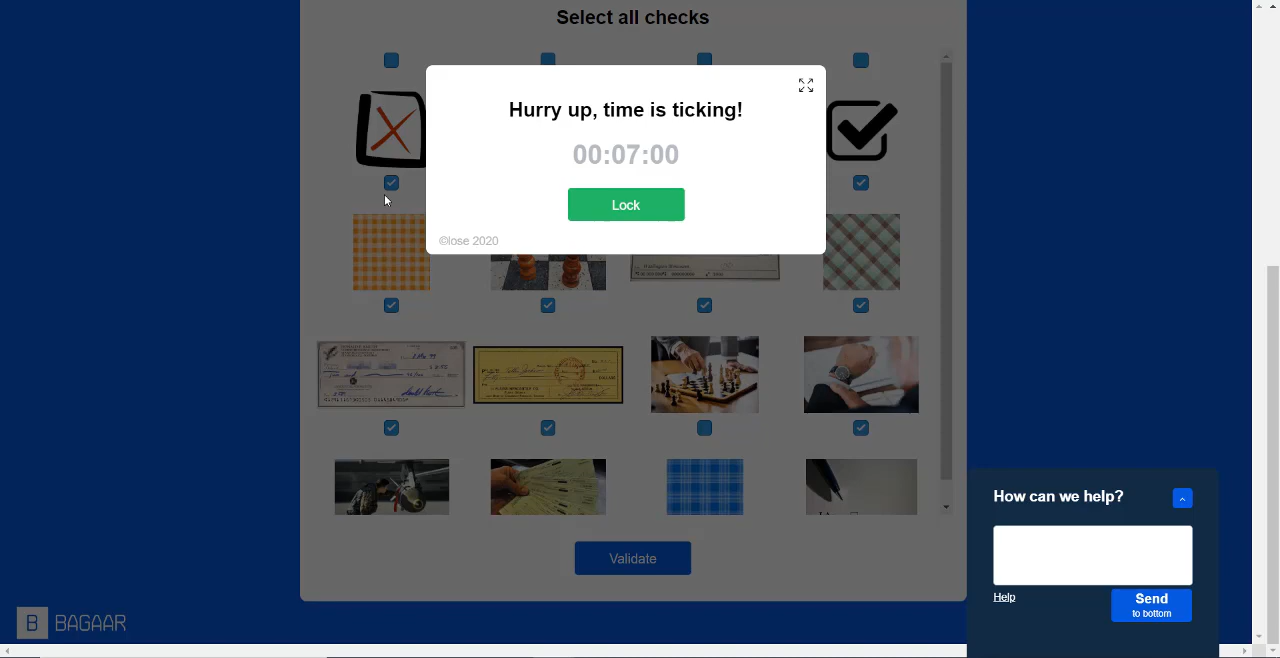 Select all checks
Hurry up, time is ticking!
00:07:00
Lock
©lose 2020
Validate
How can we help?
Help
Send
to bottom
B BAGAAR